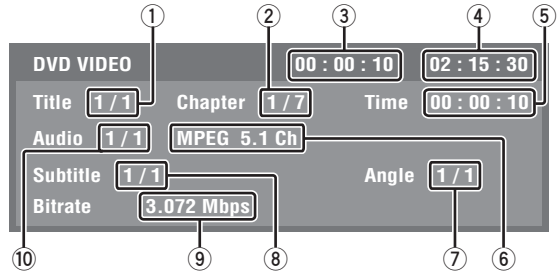 ① ② ③ ④ ⑤
DVD VIDEO 00 : 00 : 10 02 : 15 : 30
Title 1 / 1 Chapter 1 / 7 Time 00 : 00 : 10
Audio 1 / 1 MPEG 5.1 Ch
Subtitle 1 / 1 Angle 1 / 1
Bitrate 3.072 Mbps
⑩ ⑨ ⑧ ⑦ ⑥